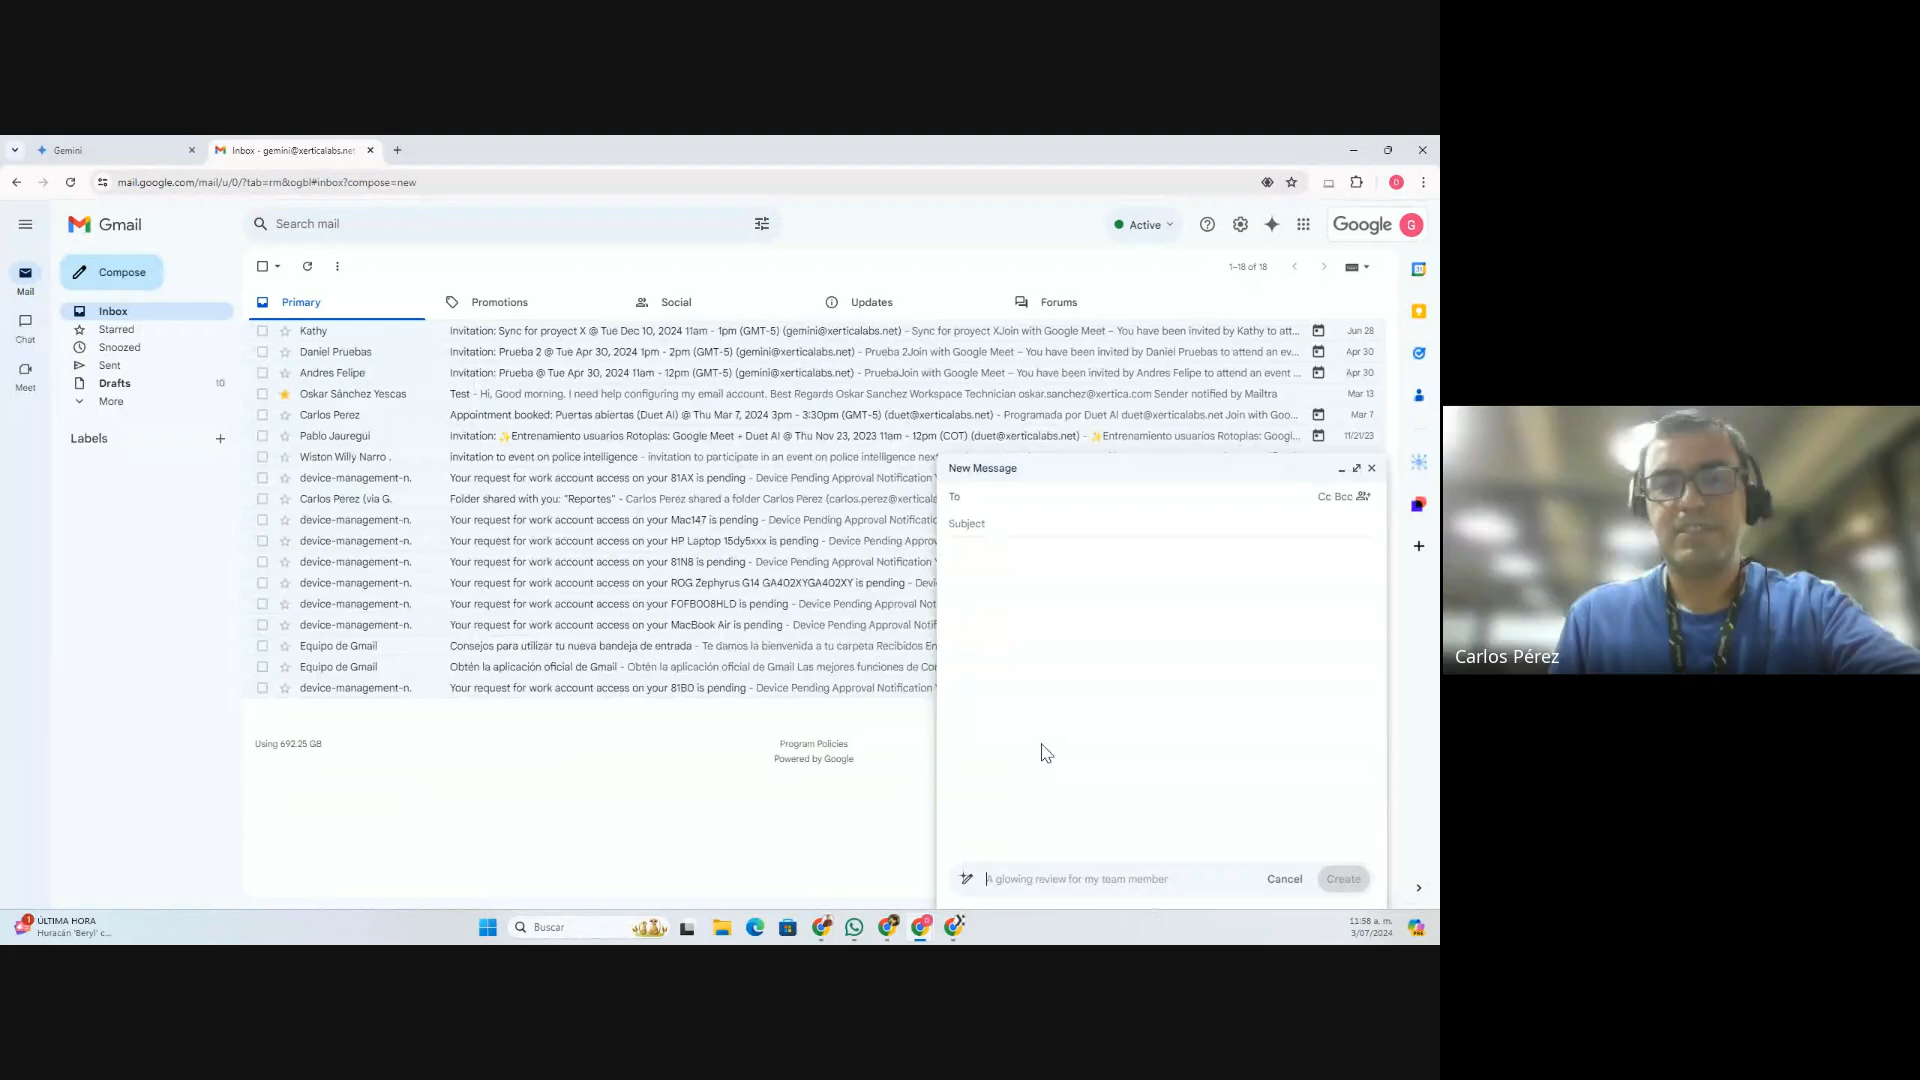 Gemini
Inbox - gemini@xerticalabs.net
mail.google.com/mail/u/0/?tab=rm&ogbl#inbox?compose=new
Gmail
Search mail
Active
Google
G
Compose
1–18 of 18
Mail
Chat
Meet
Inbox
Starred
Snoozed
Sent
Drafts 10
More
Labels
Primary
Promotions
Social
Updates
Forums
Kathy Invitation: Sync for proyect X @ Tue Dec 10, 2024 11am - 1pm (GMT-5) (gemini@xerticalabs.net) - Sync for proyect XJoin with Google Meet – You have been invited by Kathy to att... Jun 28
Daniel Pruebas Invitation: Prueba 2 @ Tue Apr 30, 2024 1pm - 2pm (GMT-5) (gemini@xerticalabs.net) - Prueba 2Join with Google Meet – You have been invited by Daniel Pruebas to attend an ev... Apr 30
Andres Felipe Invitation: Prueba @ Tue Apr 30, 2024 11am - 12pm (GMT-5) (gemini@xerticalabs.net) - PruebaJoin with Google Meet – You have been invited by Andres Felipe to attend an event ... Apr 30
Oskar Sánchez Yescas Test - Hi, Good morning. I need help configuring my email account. Best Regards Oskar Sanchez Workspace Technician oskar.sanchez@xertica.com Sender notified by Mailtra Mar 13
Carlos Perez Appointment booked: Puertas abiertas (Duet AI) @ Thu Mar 7, 2024 3pm - 3:30pm (GMT-5) (duet@xerticalabs.net) - Programada por Duet AI duet@xerticalabs.net Join with Goo... Mar 7
Pablo Jauregui Invitation: ✨Entrenamiento usuarios Rotoplas: Google Meet + Duet AI @ Thu Nov 23, 2023 11am - 12pm (COT) (duet@xerticalabs.net) - ✨Entrenamiento usuarios Rotoplas: Googl... 11/21/23
Wiston Willy Narro . invitation to event on police intelligence - invitation to participate in an event on police intelligence nex
device-management-n. Your request for work account access on your 81AX is pending - Device Pending Approval Notification
Carlos Perez (via G. Folder shared with you: "Reportes" - Carlos Perez shared a folder Carlos Perez (carlos.perez@xertica
device-management-n. Your request for work account access on your Mac147 is pending - Device Pending Approval Notificatio
device-management-n. Your request for work account access on your HP Laptop 15dy5xxx is pending - Device Pending Approv
device-management-n. Your request for work account access on your 81N8 is pending - Device Pending Approval Notification
device-management-n. Your request for work account access on your ROG Zephyrus G14 GA402XYGA402XY is pending - Devi
device-management-n. Your request for work account access on your F0FB008HLD is pending - Device Pending Approval Not
device-management-n. Your request for work account access on your MacBook Air is pending - Device Pending Approval Notif
Equipo de Gmail Consejos para utilizar tu nueva bandeja de entrada - Te damos la bienvenida a tu carpeta Recibidos En
Equipo de Gmail Obtén la aplicación oficial de Gmail - Obtén la aplicación oficial de Gmail Las mejores funciones de Co
device-management-n. Your request for work account access on your 81B0 is pending - Device Pending Approval Notification
Using 692.25 GB
Program Policies
Powered by Google
New Message
To Cc Bcc
Subject
A glowing review for my team member Cancel Create
Carlos Pérez
ÚLTIMA HORA
Huracán 'Beryl' c...
Buscar
11:58 a. m.
3/07/2024